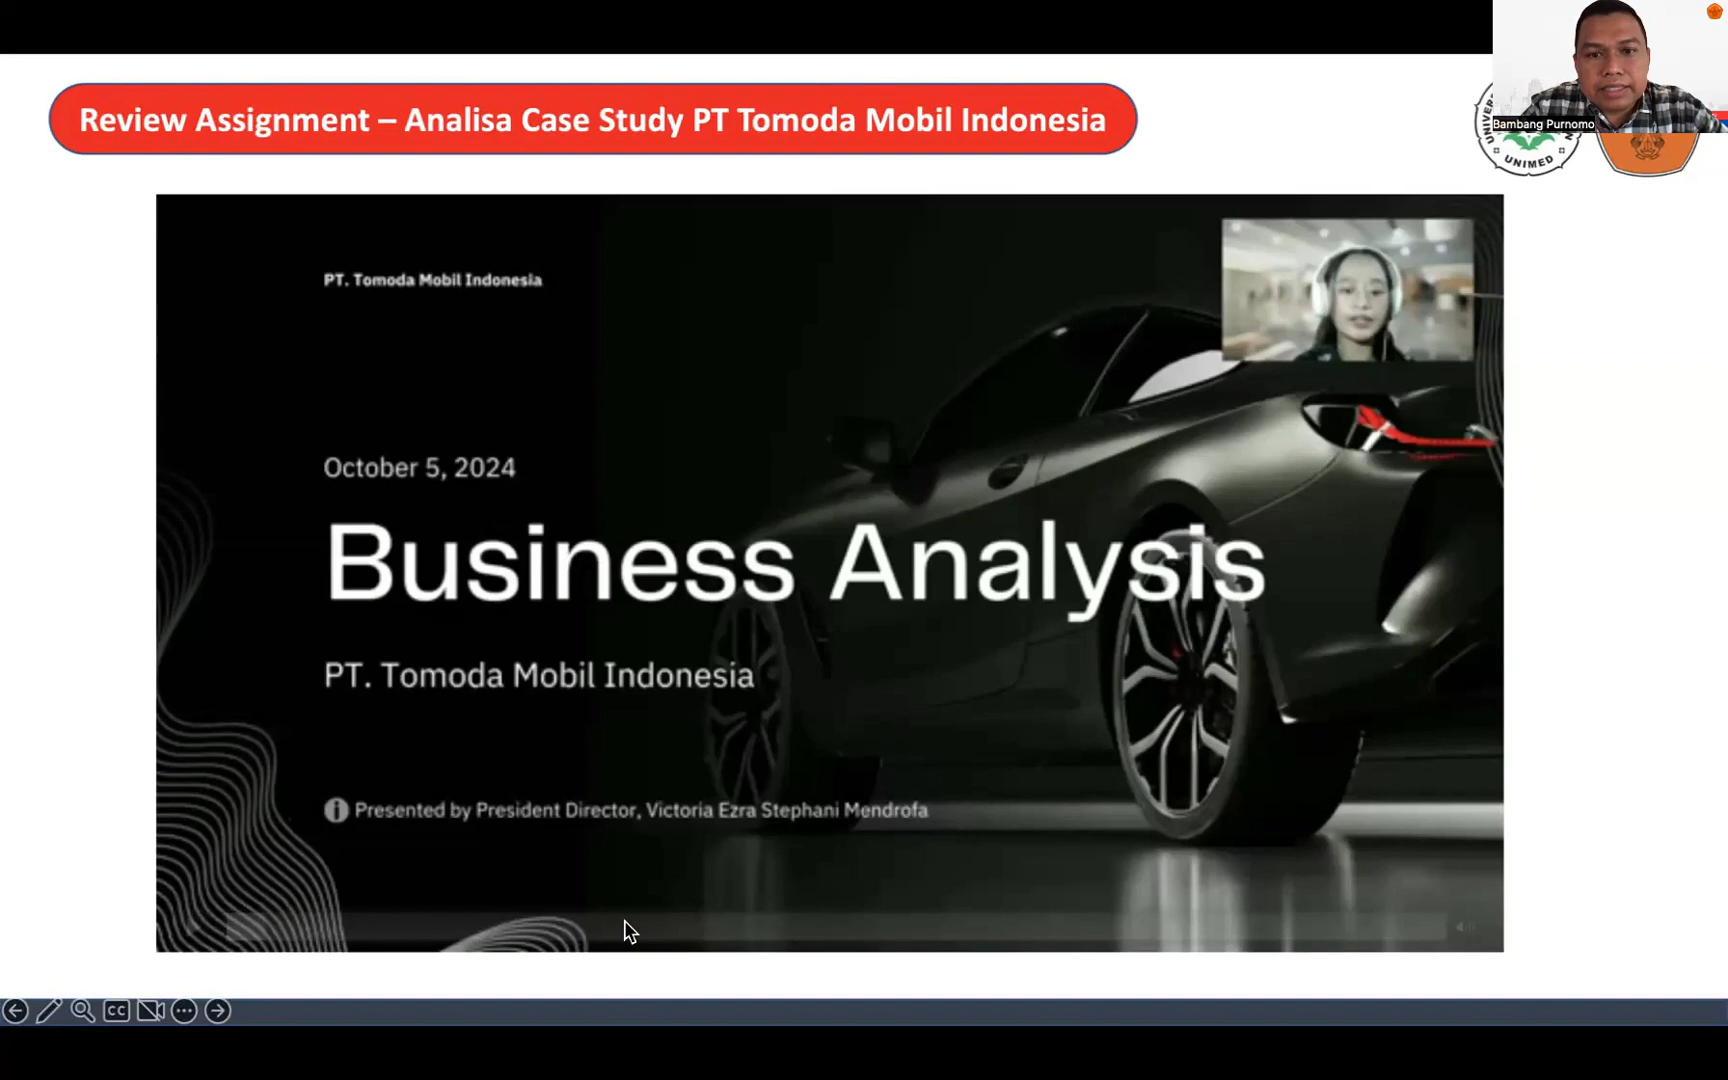 Review Assignment – Analisa Case Study PT Tomoda Mobil Indonesia
Bambang Purnomo
UNIMED
PT. Tomoda Mobil Indonesia
October 5, 2024
Business Analysis
PT. Tomoda Mobil Indonesia
Presented by President Director, Victoria Ezra Stephani Mendrofa
CC